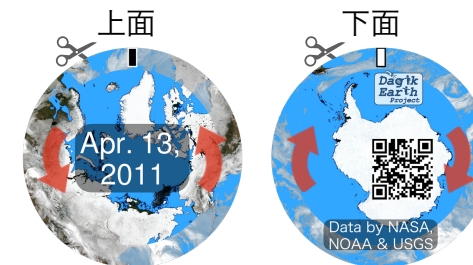 上面
下面
Apr. 13,
2011
Dagik
Earth
Project
Data by NASA,
NOAA & USGS